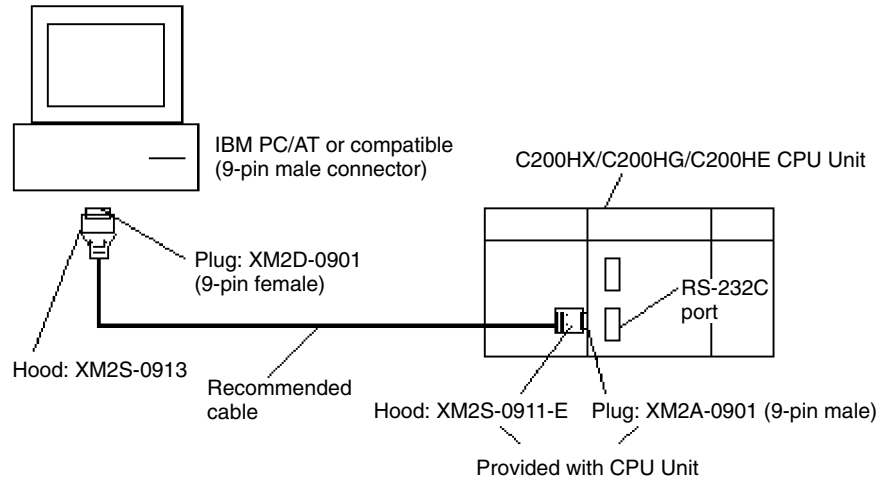 IBM PC/AT or compatible
(9-pin male connector)
C200HX/C200HG/C200HE CPU Unit
Plug: XM2D-0901
(9-pin female)
RS-232C
port
Hood: XM2S-0913
Recommended
cable
Hood: XM2S-0911-E
Plug: XM2A-0901 (9-pin male)
Provided with CPU Unit